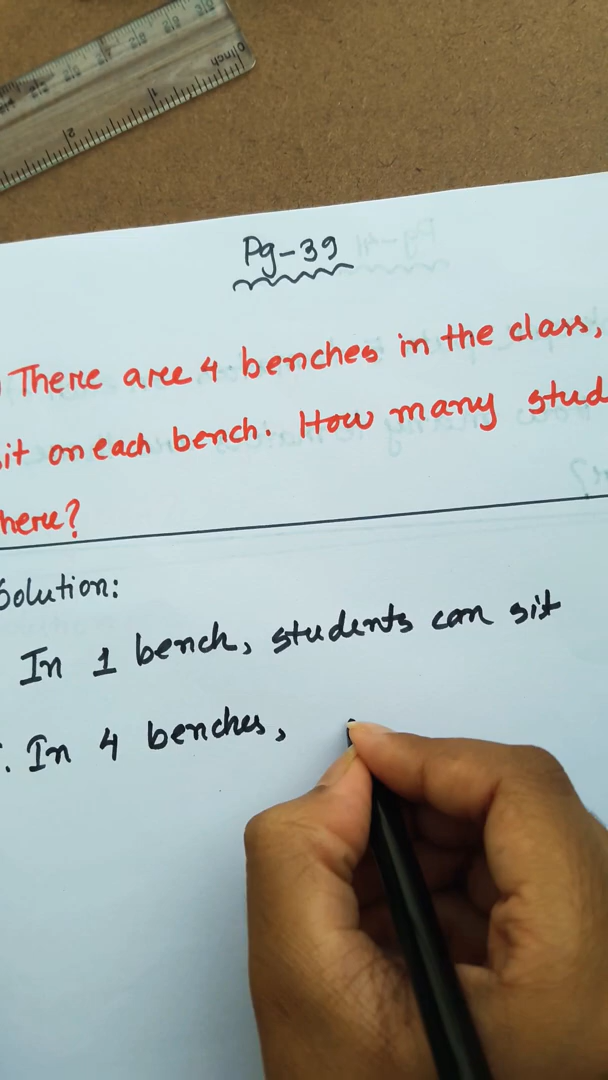 Pg-39
There are 4 benches in the class,
sit on each bench. How many stud
here?
Solution:
In 1 bench, students can sit
∴ In 4 benches,